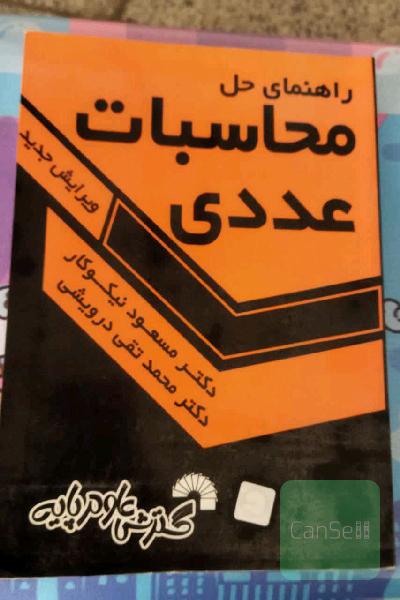 راهنمای حل
محاسبات
عددی
ویرایش جدید
دکتر مسعود نیکوکار
دکتر محمد تقی درویشی
گسترش علوم پایه
CanSell